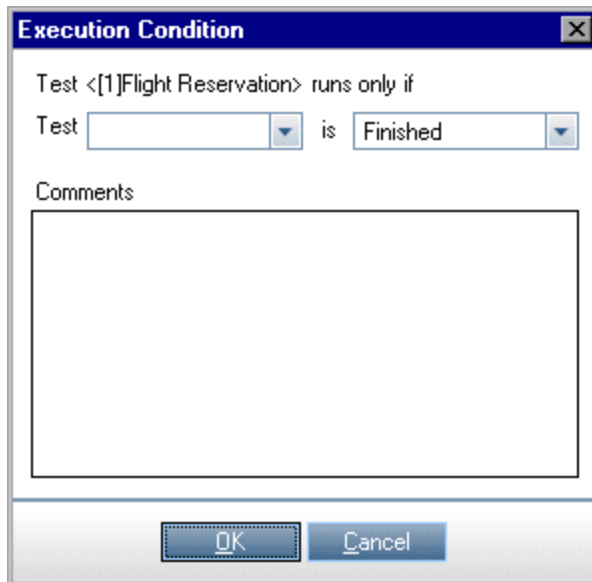 Execution Condition
Test <[1]Flight Reservation> runs only if
Test is Finished
Comments
OK Cancel